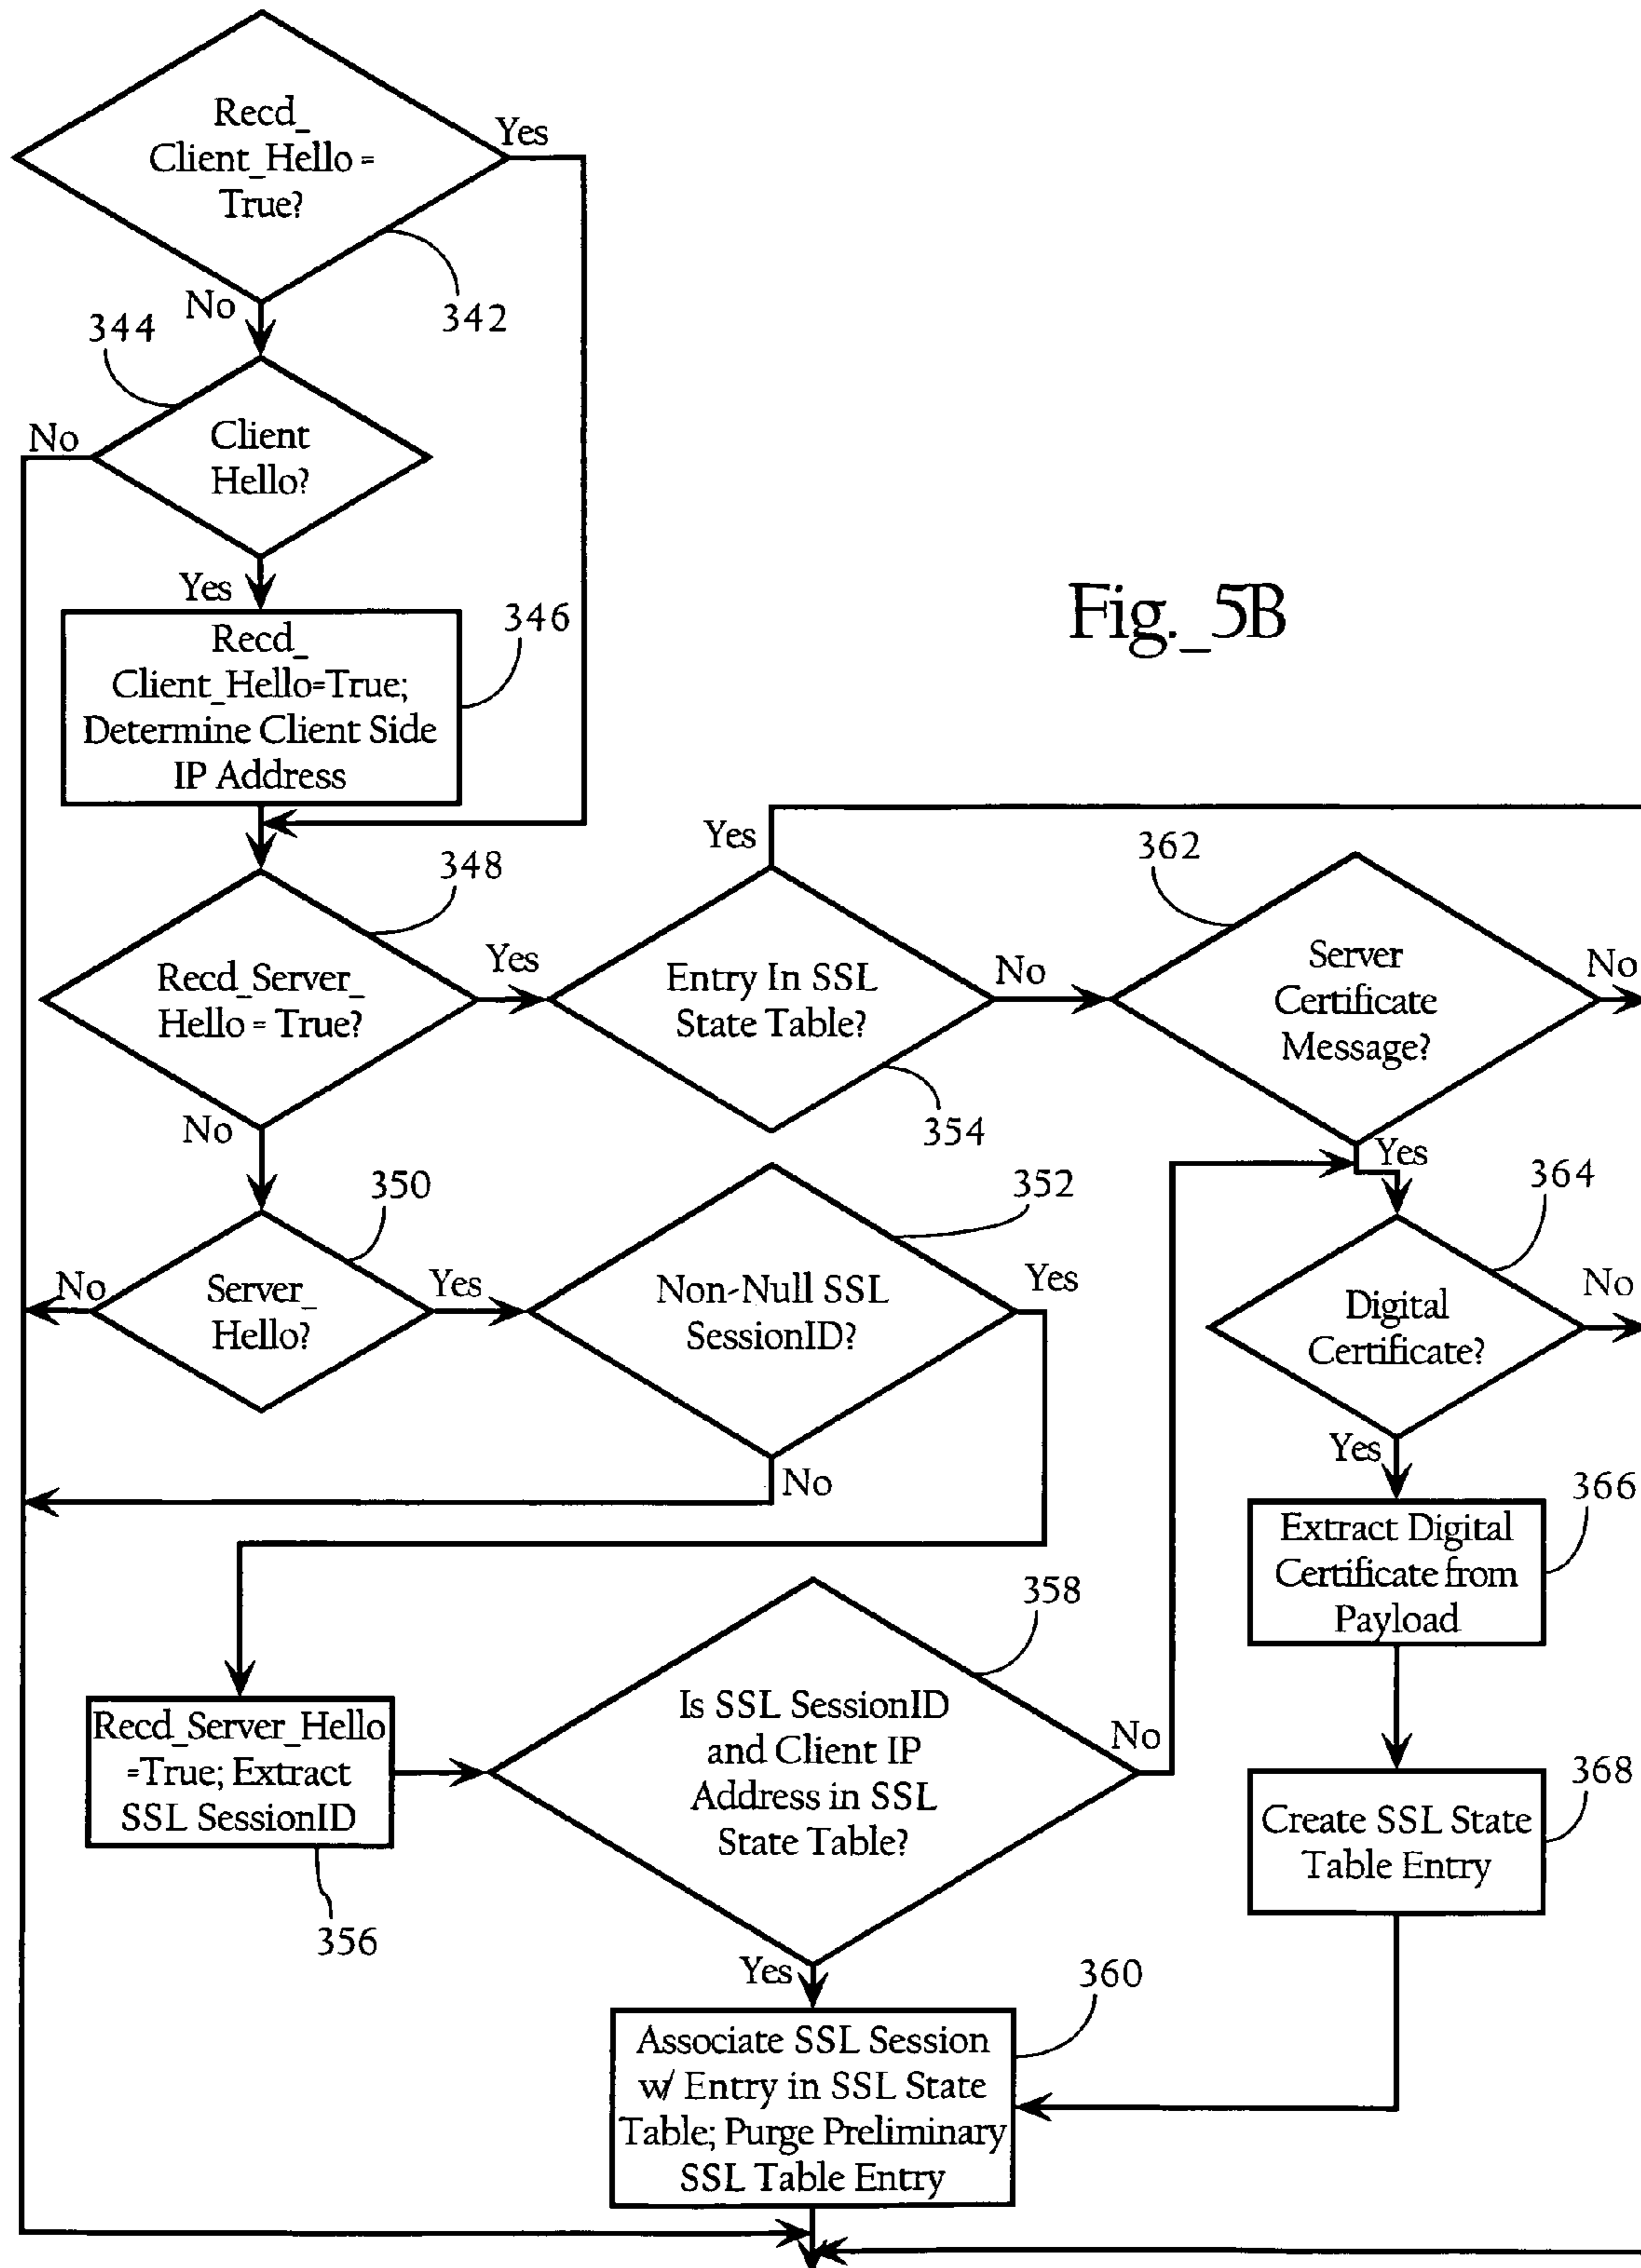 Recd_
Client_Hello =
True?
Yes
No
342
344
Client
Hello?
No
Yes
346
Recd_
Client_Hello=True;
Determine Client Side
IP Address
Fig._5B
348
Recd_Server_
Hello = True?
Yes
No
Yes
Entry In SSL
State Table?
No
354
362
Server
Certificate
Message?
No
Yes
350
Server_
Hello?
No
Yes
352
Non-Null SSL
SessionID?
Yes
No
364
Digital
Certificate?
No
Yes
366
Extract Digital
Certificate from
Payload
Recd_Server_Hello
=True; Extract
SSL SessionID
356
358
Is SSL SessionID
and Client IP
Address in SSL
State Table?
No
Yes
368
Create SSL State
Table Entry
360
Associate SSL Session
w/ Entry in SSL State
Table; Purge Preliminary
SSL Table Entry